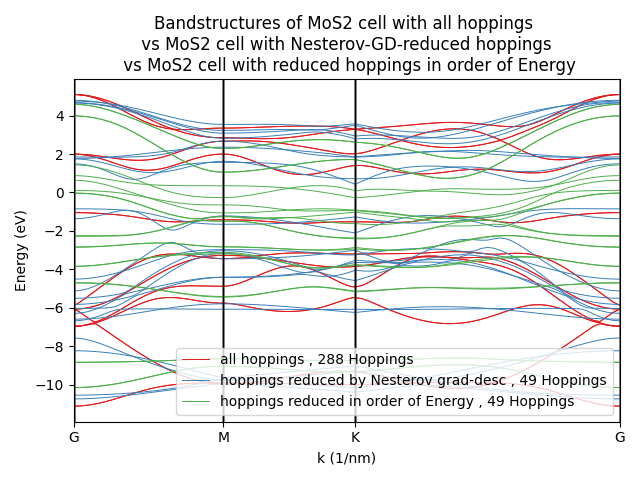 Bandstructures of MoS2 cell with all hoppings
vs MoS2 cell with Nesterov-GD-reduced hoppings
vs MoS2 cell with reduced hoppings in order of Energy
Energy (eV)
4
2
0
−2
−4
−6
−8
−10
all hoppings , 288 Hoppings
hoppings reduced by Nesterov grad-desc , 49 Hoppings
hoppings reduced in order of Energy , 49 Hoppings
G M K G
k (1/nm)